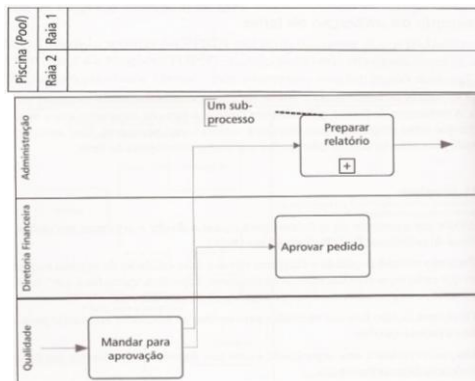 Piscina (Pool)
Raia 1
Raia 2
Administração
Um sub-
processo
Preparar
relatório
+
Diretoria Financeira
Aprovar pedido
Qualidade
Mandar para
aprovação